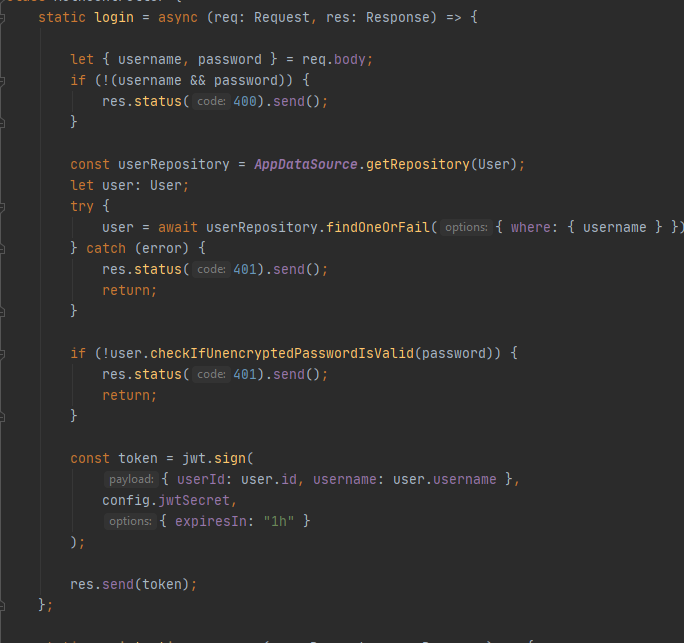 static login = async (req: Request, res: Response) => {
let { username, password } = req.body;
if (!(username && password)) {
res.status( code: 400).send();
}
const userRepository = AppDataSource.getRepository(User);
let user: User;
try {
user = await userRepository.findOneOrFail( options: { where: { username } })
} catch (error) {
res.status( code: 401).send();
return;
}
if (!user.checkIfUnencryptedPasswordIsValid(password)) {
res.status( code: 401).send();
return;
}
const token = jwt.sign(
payload: { userId: user.id, username: user.username },
config.jwtSecret,
options: { expiresIn: "1h" }
);
res.send(token);
};